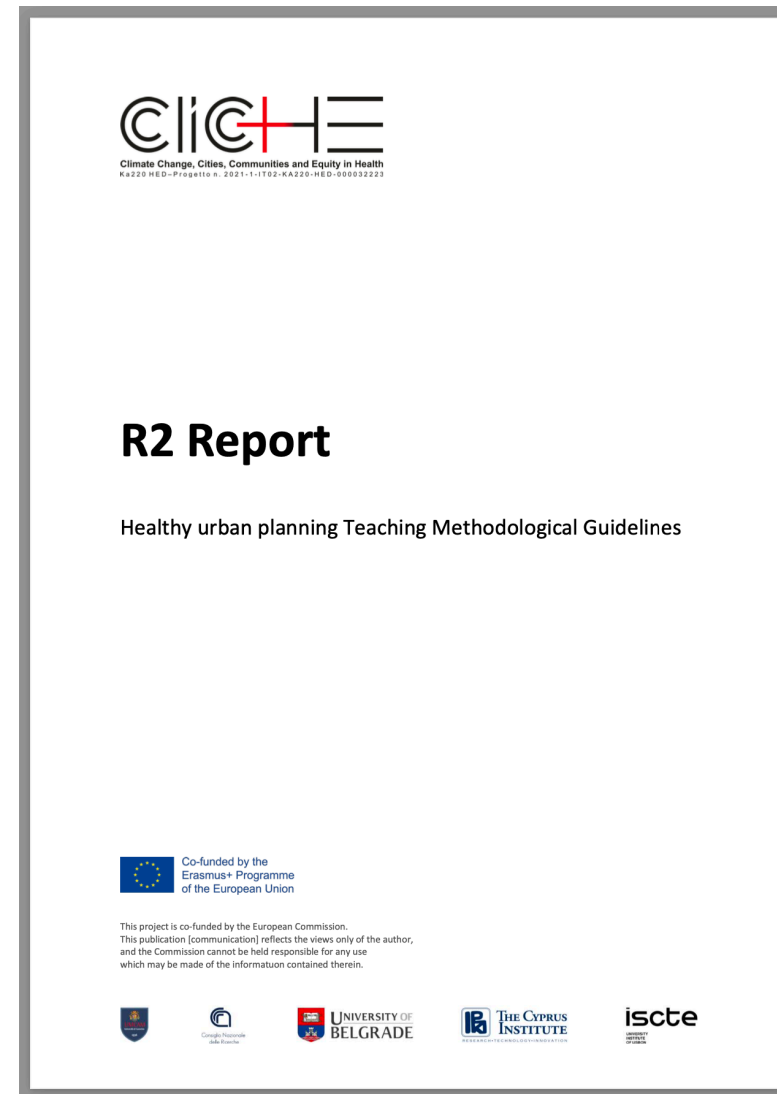 CliCHE
Climate Change, Cities, Communities and Equity in Health
Ka220 HED–Progetto n. 2021-1-IT02-KA220-HED-000032223
R2 Report
Healthy urban planning Teaching Methodological Guidelines
Co-funded by the
Erasmus+ Programme
of the European Union
This project is co-funded by the European Commission.
This publication [communication] reflects the views only of the author,
and the Commission cannot be held responsible for any use
which may be made of the informatuon contained therein.
Consiglio Nazionale
delle Ricerche
UNIVERSITY OF
BELGRADE
THE CYPRUS
INSTITUTE
RESEARCH•TECHNOLOGY•INNOVATION
iscte
UNIVERSITY
INSTITUTE
OF LISBON